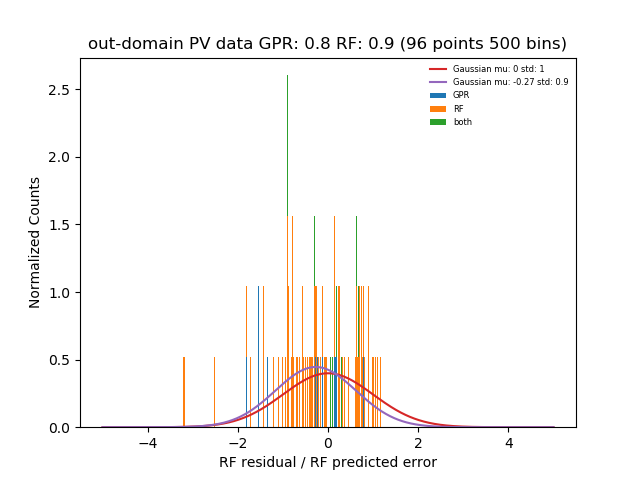 out-domain PV data GPR: 0.8 RF: 0.9 (96 points 500 bins)
Gaussian mu: 0 std: 1
Gaussian mu: -0.27 std: 0.9
GPR
RF
both
Normalized Counts
2.5
2.0
1.5
1.0
0.5
0.0
−4
−2
0
2
4
RF residual / RF predicted error